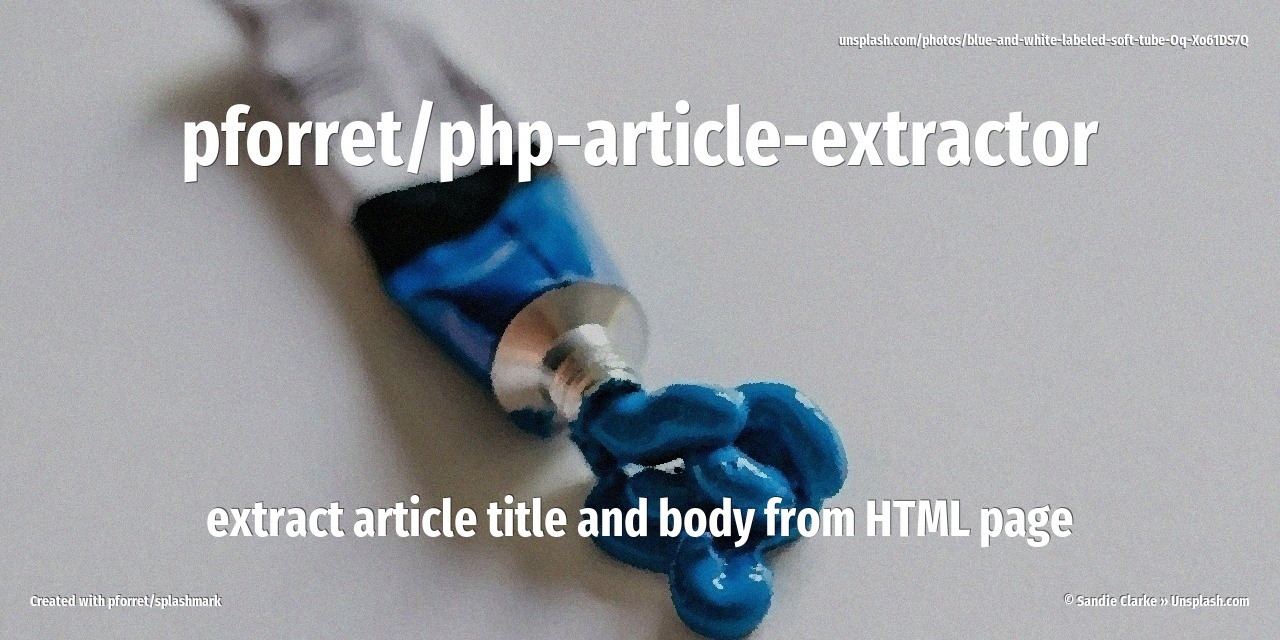 unsplash.com/photos/blue-and-white-labeled-soft-tube-Oq-Xo61DS7Q
pforret/php-article-extractor
extract article title and body from HTML page
Created with pforret/splashmark
© Sandie Clarke » Unsplash.com